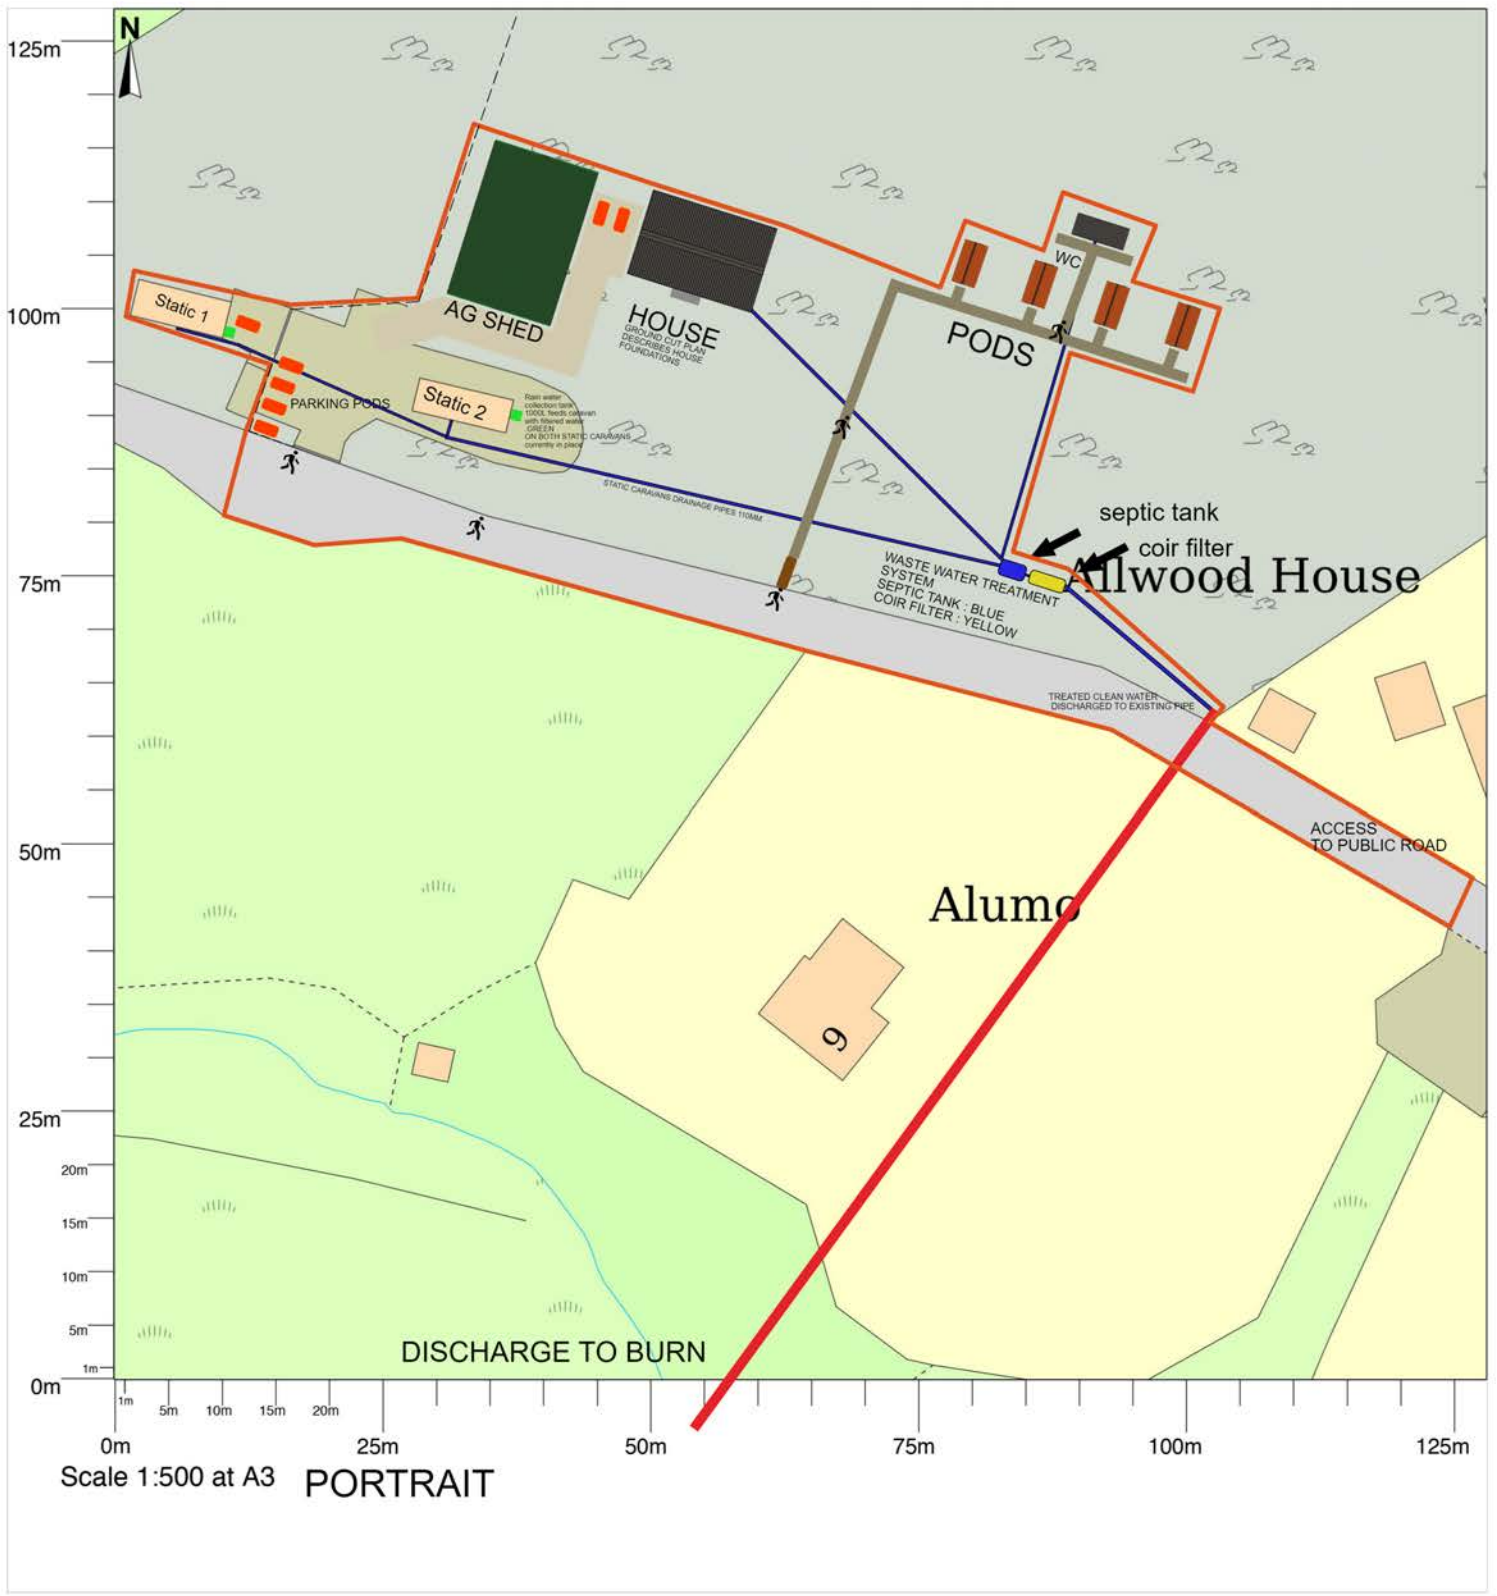 N
125m
100m
75m
50m
25m
20m
15m
10m
5m
1m
0m
Static 1
AG SHED
HOUSE
GROUND CUT PLAN
DESCRIBES HOUSE
FOUNDATIONS
WC
PODS
PARKING PODS
Static 2
Rain water
collection tank
1000L feeds caravan
with filtered water
.GREEN
ON BOTH STATIC CARAVANS
currently in place
STATIC CARAVANS DRAINAGE PIPES 110MM
septic tank
coir filter
Allwood House
WASTE WATER TREATMENT
SYSTEM
SEPTIC TANK : BLUE
COIR FILTER : YELLOW
TREATED CLEAN WATER
DISCHARGED TO EXISTING PIPE
ACCESS
TO PUBLIC ROAD
Alumo
9
DISCHARGE TO BURN
1m
5m
10m
15m
20m
0m
25m
50m
75m
100m
125m
Scale 1:500 at A3
PORTRAIT